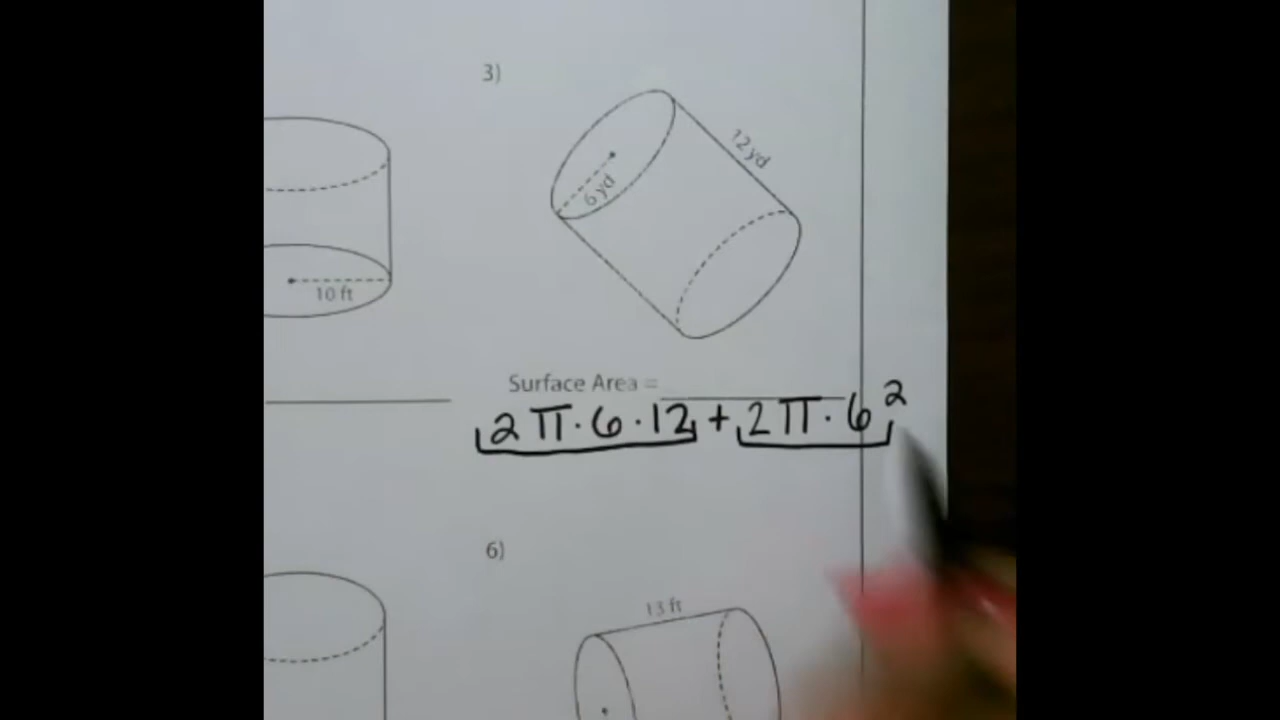 3)
12 yd
6 yd
10 ft
Surface Area =
2π·6·12+2π·6²
6)
13 ft